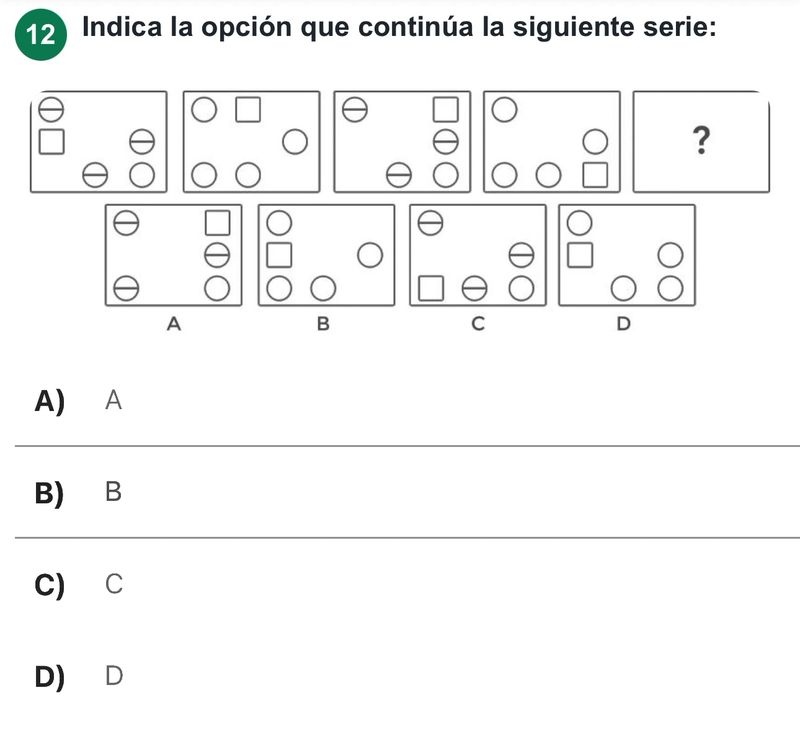 12 Indica la opción que continúa la siguiente serie:
?
A B C D
A) A
B) B
C) C
D) D